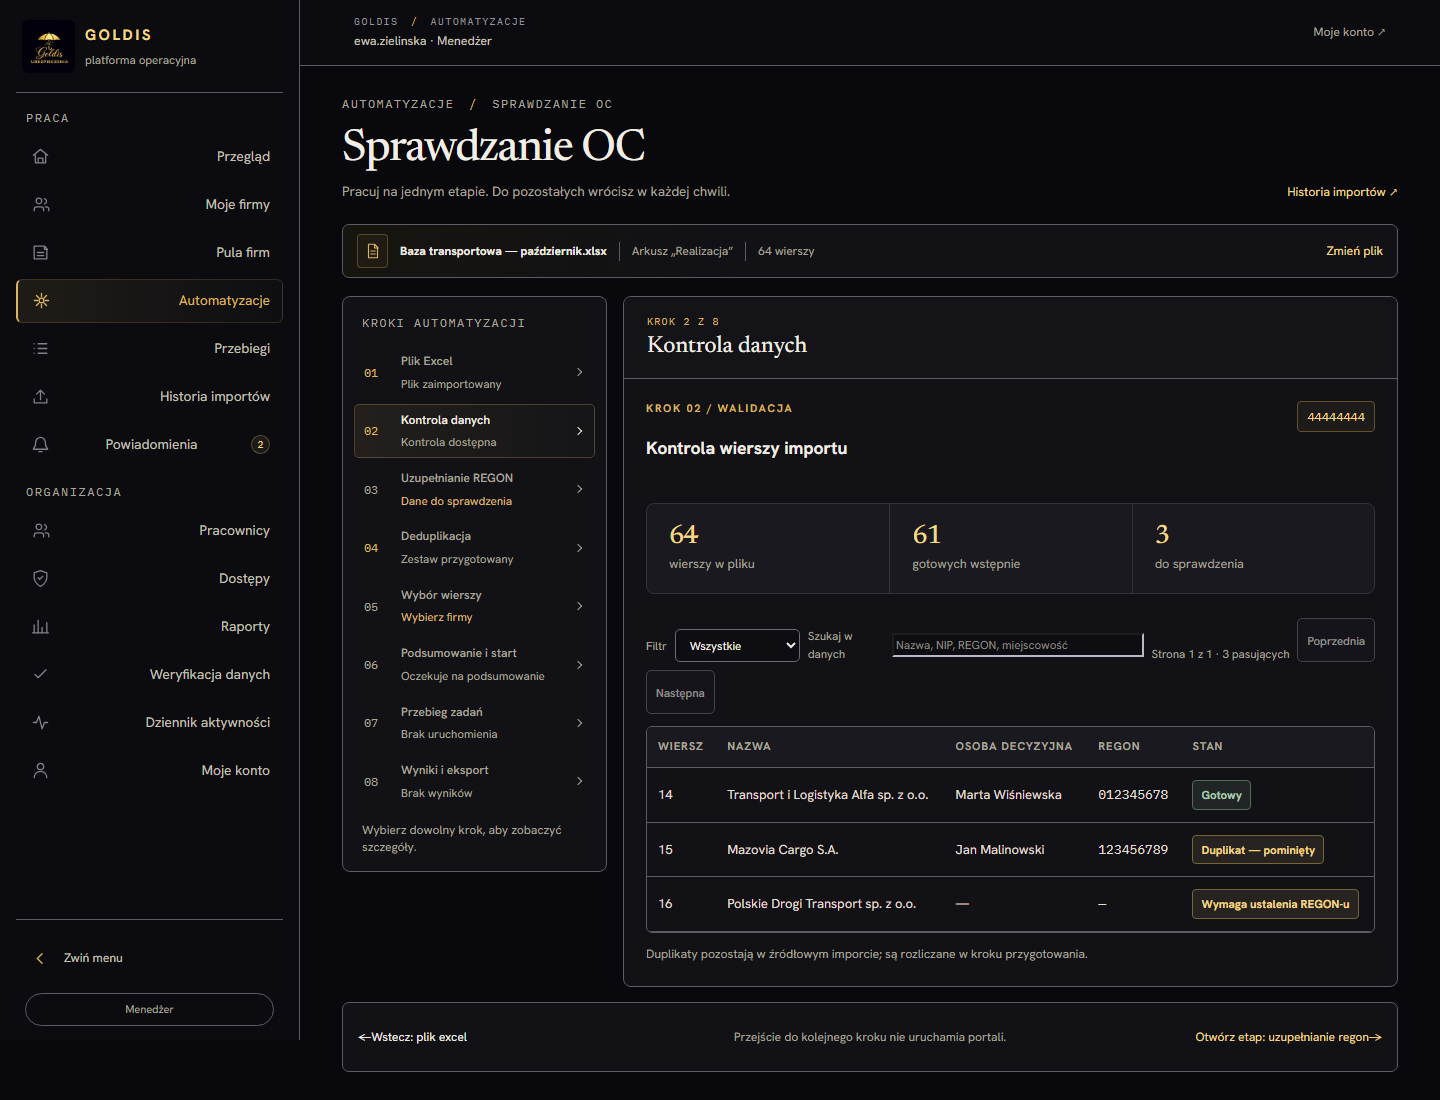 Goldis
UBEZPIECZENIA
GOLDIS
platforma operacyjna
PRACA
Przegląd
Moje firmy
Pula firm
Automatyzacje
Przebiegi
Historia importów
Powiadomienia 2
ORGANIZACJA
Pracownicy
Dostępy
Raporty
Weryfikacja danych
Dziennik aktywności
Moje konto
Zwiń menu
Menedżer
GOLDIS / AUTOMATYZACJE
ewa.zielinska · Menedżer
Moje konto ↗
AUTOMATYZACJE / SPRAWDZANIE OC
Sprawdzanie OC
Pracuj na jednym etapie. Do pozostałych wrócisz w każdej chwili.
Historia importów ↗
Baza transportowa — październik.xlsx
Arkusz „Realizacja”
64 wierszy
Zmień plik
KROKI AUTOMATYZACJI
01 Plik Excel
Plik zaimportowany
02 Kontrola danych
Kontrola dostępna
03 Uzupełnianie REGON
Dane do sprawdzenia
04 Deduplikacja
Zestaw przygotowany
05 Wybór wierszy
Wybierz firmy
06 Podsumowanie i start
Oczekuje na podsumowanie
07 Przebieg zadań
Brak uruchomienia
08 Wyniki i eksport
Brak wyników
Wybierz dowolny krok, aby zobaczyć
szczegóły.
KROK 2 Z 8
Kontrola danych
KROK 02 / WALIDACJA
44444444
Kontrola wierszy importu
64
wierszy w pliku
61
gotowych wstępnie
3
do sprawdzenia
Filtr
Wszystkie
Szukaj w
danych
Nazwa, NIP, REGON, miejscowość
Strona 1 z 1 · 3 pasujących
Poprzednia
Następna
WIERSZ NAZWA OSOBA DECYZYJNA REGON STAN
14 Transport i Logistyka Alfa sp. z o.o. Marta Wiśniewska 012345678 Gotowy
15 Mazovia Cargo S.A. Jan Malinowski 123456789 Duplikat — pominięty
16 Polskie Drogi Transport sp. z o.o. — — Wymaga ustalenia REGON-u
Duplikaty pozostają w źródłowym imporcie; są rozliczane w kroku przygotowania.
←Wstecz: plik excel
Przejście do kolejnego kroku nie uruchamia portali.
Otwórz etap: uzupełnianie regon→